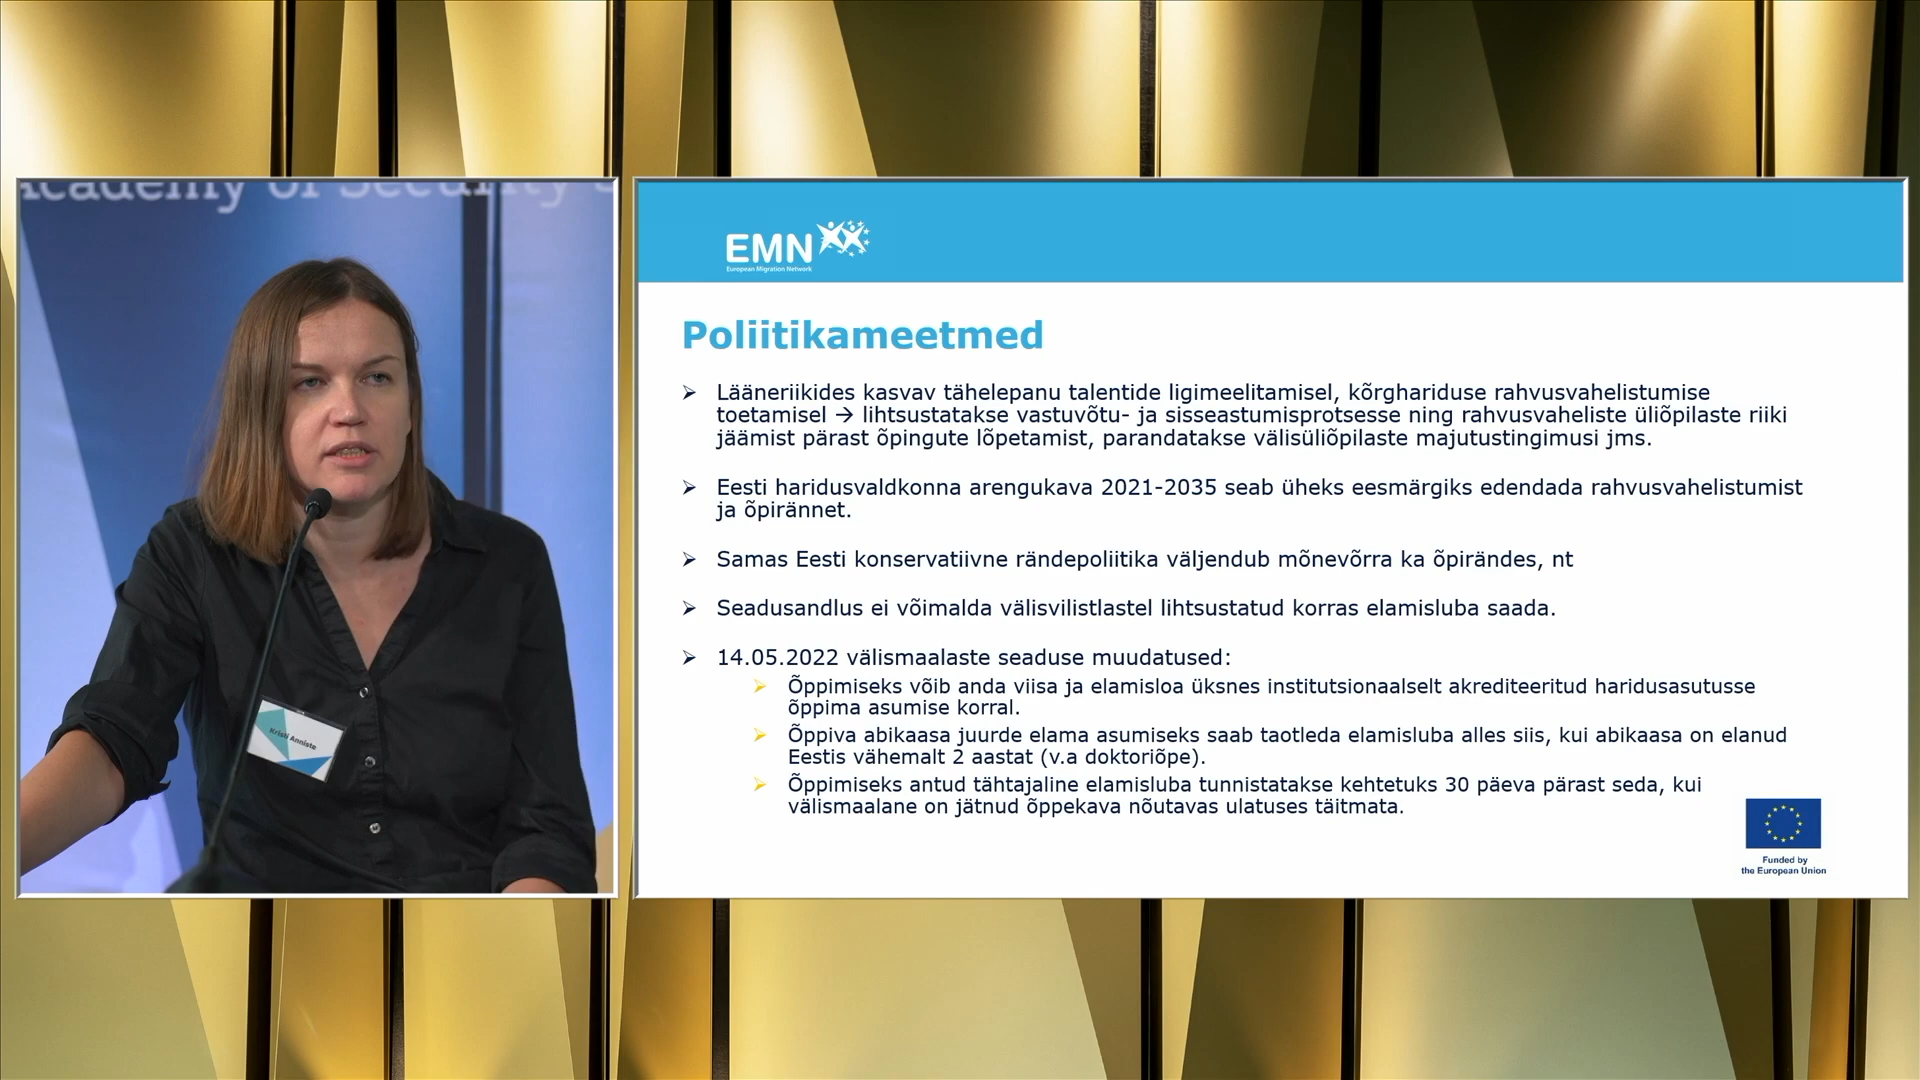 Academy of Security
EMN
European Migration Network
Poliitikameetmed
Lääneriikides kasvav tähelepanu talentide ligimeelitamisel, kõrghariduse rahvusvahelistumise
toetamisel → lihtsustatakse vastuvõtu- ja sisseastumisprotsesse ning rahvusvaheliste üliõpilaste riiki
jäämist pärast õpingute lõpetamist, parandatakse välisüliõpilaste majutustingimusi jms.
Eesti haridusvaldkonna arengukava 2021-2035 seab üheks eesmärgiks edendada rahvusvahelistumist
ja õpirännet.
Samas Eesti konservatiivne rändepoliitika väljendub mõnevõrra ka õpirändes, nt
Seadusandlus ei võimalda välisvilistlastel lihtsustatud korras elamisluba saada.
14.05.2022 välismaalaste seaduse muudatused:
Õppimiseks võib anda viisa ja elamisloa üksnes institutsionaalselt akrediteeritud haridusasutusse
õppima asumise korral.
Õppiva abikaasa juurde elama asumiseks saab taotleda elamisluba alles siis, kui abikaasa on elanud
Eestis vähemalt 2 aastat (v.a doktoriõpe).
Õppimiseks antud tähtajaline elamisluba tunnistatakse kehtetuks 30 päeva pärast seda, kui
välismaalane on jätnud õppekava nõutavas ulatuses täitmata.
Kristi Anniste
Funded by
the European Union